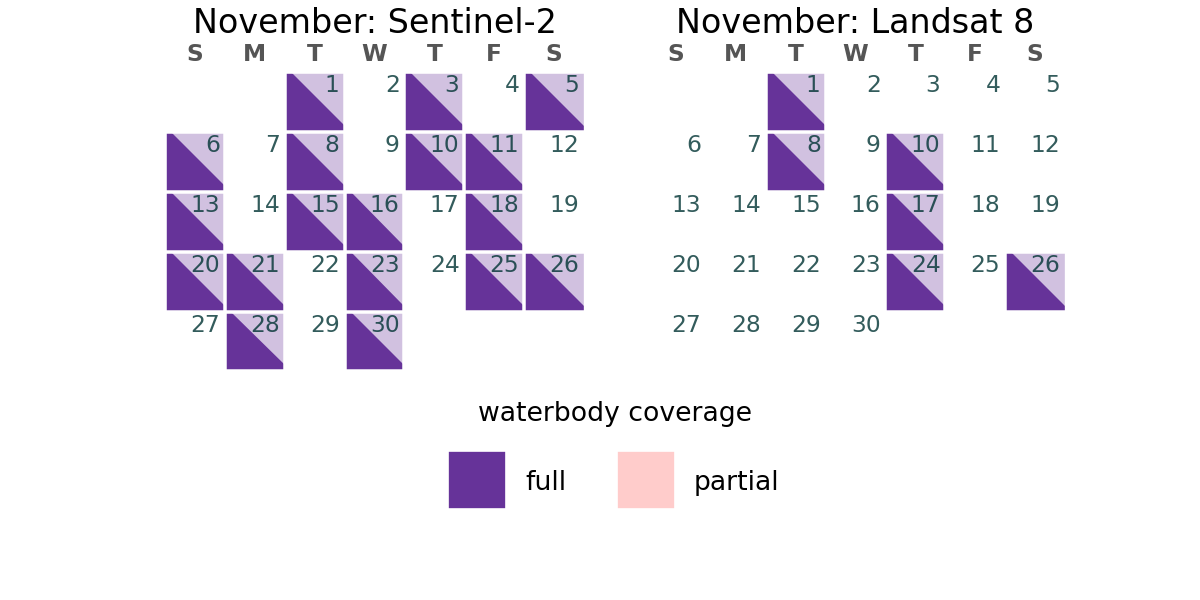 November: Sentinel-2
S M T W T F S
1 2 3 4 5
6 7 8 9 10 11 12
13 14 15 16 17 18 19
20 21 22 23 24 25 26
27 28 29 30
November: Landsat 8
S M T W T F S
1 2 3 4 5
6 7 8 9 10 11 12
13 14 15 16 17 18 19
20 21 22 23 24 25 26
27 28 29 30
waterbody coverage
full partial